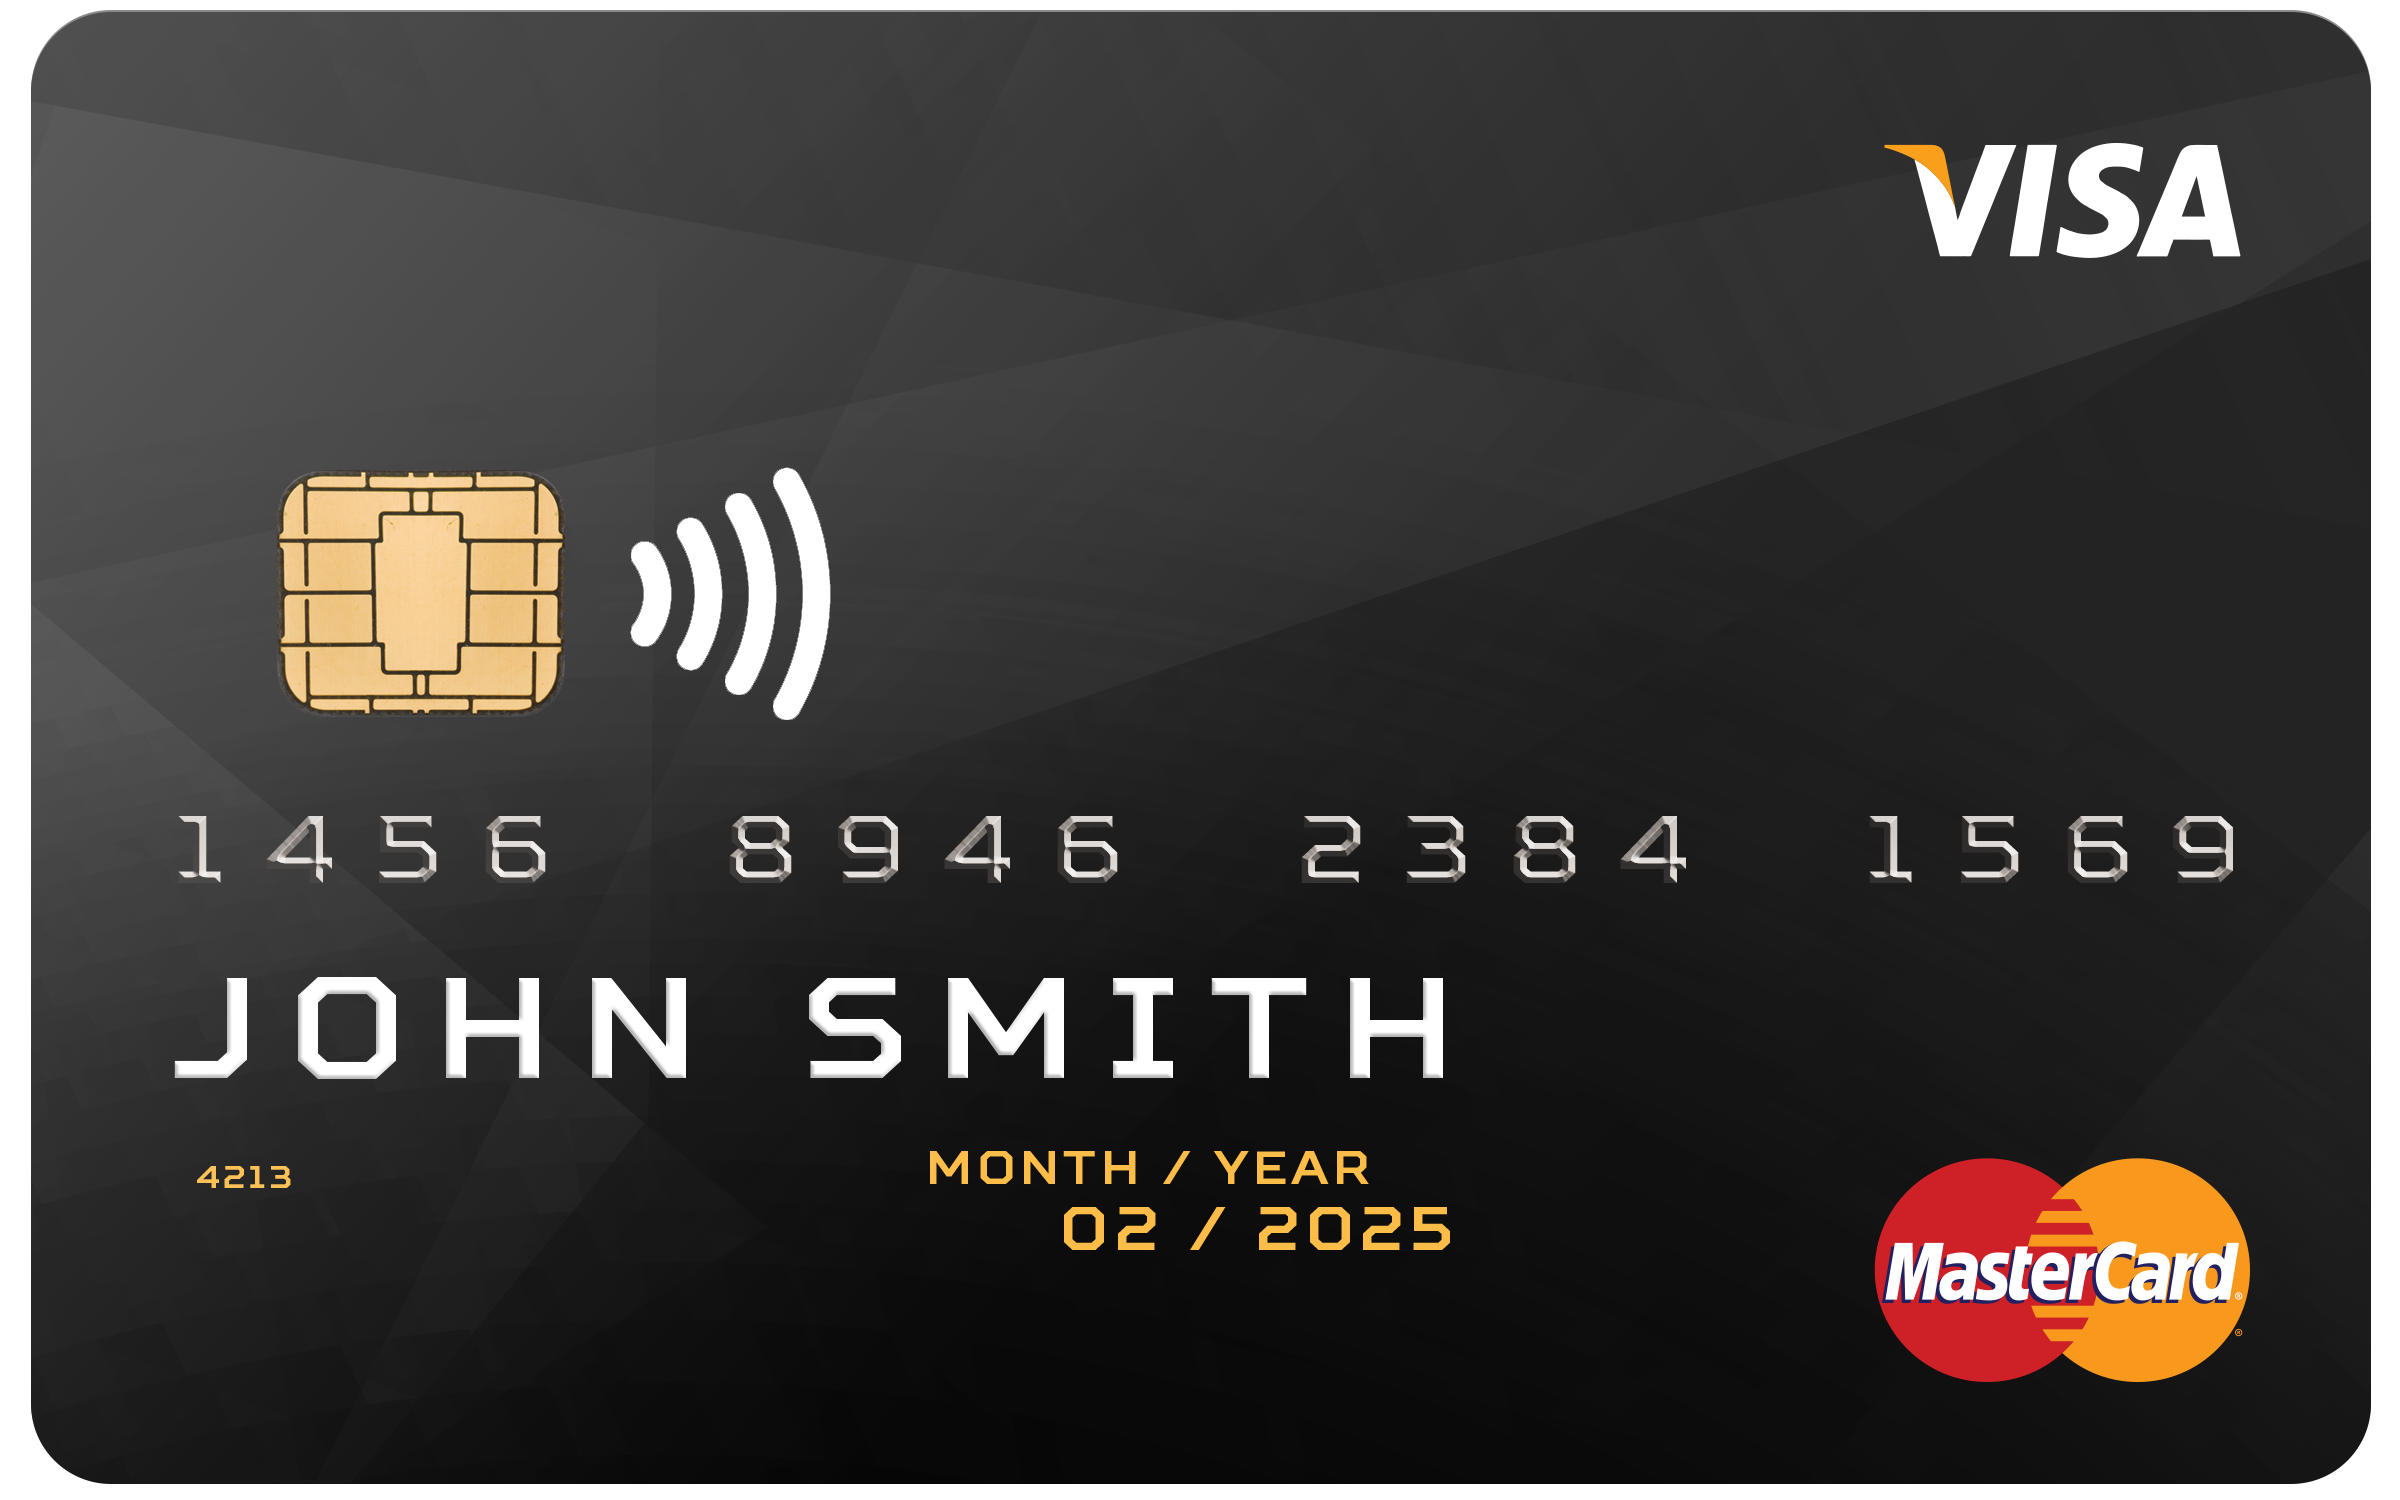 VISA
1456 8946 2384 1569
JOHN SMITH
4213
MONTH / YEAR
02 / 2025
MasterCard®
®